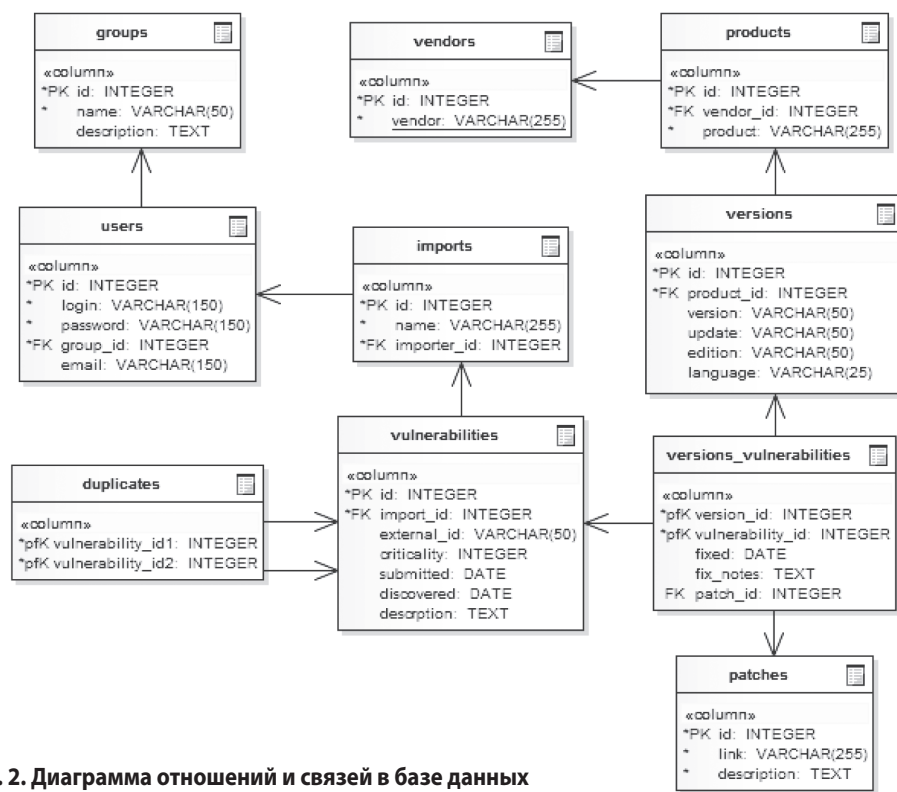 groups
«column»
*PK id: INTEGER
* name: VARCHAR(50)
description: TEXT
vendors
«column»
*PK id: INTEGER
* vendor: VARCHAR(255)
products
«column»
*PK id: INTEGER
*FK vendor_id: INTEGER
* product: VARCHAR(255)
users
«column»
*PK id: INTEGER
* login: VARCHAR(150)
* password: VARCHAR(150)
*FK group_id: INTEGER
email: VARCHAR(150)
imports
«column»
*PK id: INTEGER
* name: VARCHAR(255)
*FK importer_id: INTEGER
versions
«column»
*PK id: INTEGER
*FK product_id: INTEGER
version: VARCHAR(50)
update: VARCHAR(50)
edition: VARCHAR(50)
language: VARCHAR(25)
duplicates
«column»
*pfK vulnerability_id1: INTEGER
*pfK vulnerability_id2: INTEGER
vulnerabilities
«column»
*PK id: INTEGER
*FK import_id: INTEGER
external_id: VARCHAR(50)
criticality: INTEGER
submitted: DATE
discovered: DATE
descrption: TEXT
versions_vulnerabilities
«column»
*pfK version_id: INTEGER
*pfK vulnerability_id: INTEGER
fixed: DATE
fix_notes: TEXT
FK patch_id: INTEGER
patches
«column»
*PK id: INTEGER
* link: VARCHAR(255)
* description: TEXT
. 2. Диаграмма отношений и связей в базе данных